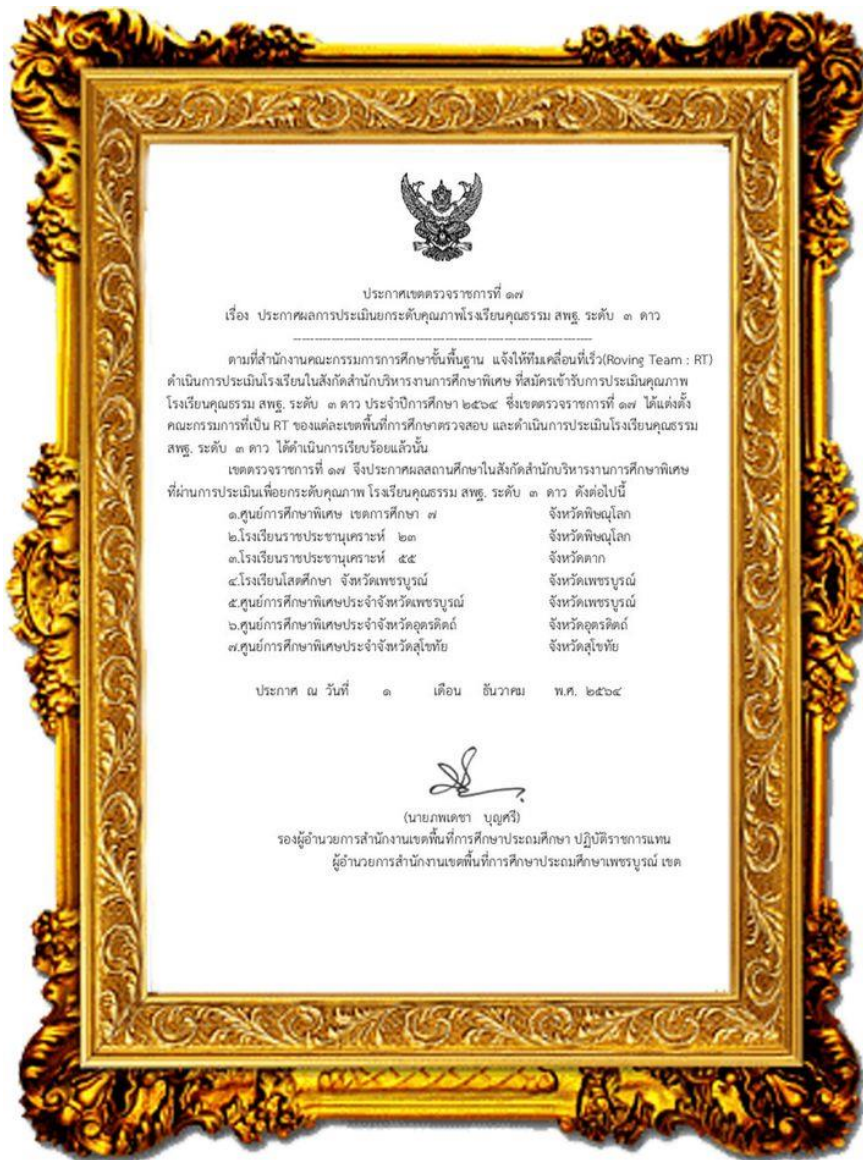 ประกาศเขตตรวจราชการที่ ๑๗
เรื่อง ประกาศผลการประเมินยกระดับคุณภาพโรงเรียนคุณธรรม สพฐ. ระดับ ๓ ดาว
ตามที่สำนักงานคณะกรรมการการศึกษาขั้นพื้นฐาน แจ้งให้ทีมเคลื่อนที่เร็ว(Roving Team : RT)
ดำเนินการประเมินโรงเรียนในสังกัดสำนักบริหารงานการศึกษาพิเศษ ที่สมัครเข้ารับการประเมินคุณภาพ
โรงเรียนคุณธรรม สพฐ. ระดับ ๓ ดาว ประจำปีการศึกษา ๒๕๖๔ ซึ่งเขตตรวจราชการที่ ๑๗ ได้แต่งตั้ง
คณะกรรมการที่เป็น RT ของแต่ละเขตพื้นที่การศึกษาตรวจสอบ และดำเนินการประเมินโรงเรียนคุณธรรม
สพฐ. ระดับ ๓ ดาว ได้ดำเนินการเรียบร้อยแล้วนั้น
เขตตรวจราชการที่ ๑๗ จึงประกาศผลสถานศึกษาในสังกัดสำนักบริหารงานการศึกษาพิเศษ
ที่ผ่านการประเมินเพื่อยกระดับคุณภาพ โรงเรียนคุณธรรม สพฐ. ระดับ ๓ ดาว ดังต่อไปนี้
๑.ศูนย์การศึกษาพิเศษ เขตการศึกษา ๗ จังหวัดพิษณุโลก
๒.โรงเรียนราชประชานุเคราะห์ ๒๓ จังหวัดพิษณุโลก
๓.โรงเรียนราชประชานุเคราะห์ ๕๕ จังหวัดตาก
๔.โรงเรียนโสตศึกษา จังหวัดเพชรบูรณ์ จังหวัดเพชรบูรณ์
๕.ศูนย์การศึกษาพิเศษประจำจังหวัดเพชรบูรณ์ จังหวัดเพชรบูรณ์
๖.ศูนย์การศึกษาพิเศษประจำจังหวัดอุตรดิตถ์ จังหวัดอุตรดิตถ์
๗.ศูนย์การศึกษาพิเศษประจำจังหวัดสุโขทัย จังหวัดสุโขทัย
ประกาศ ณ วันที่ ๑ เดือน ธันวาคม พ.ศ. ๒๕๖๔
(นายภพเดชา บุญศรี)
รองผู้อำนวยการสำนักงานเขตพื้นที่การศึกษาประถมศึกษา ปฏิบัติราชการแทน
ผู้อำนวยการสำนักงานเขตพื้นที่การศึกษาประถมศึกษาเพชรบูรณ์ เขต